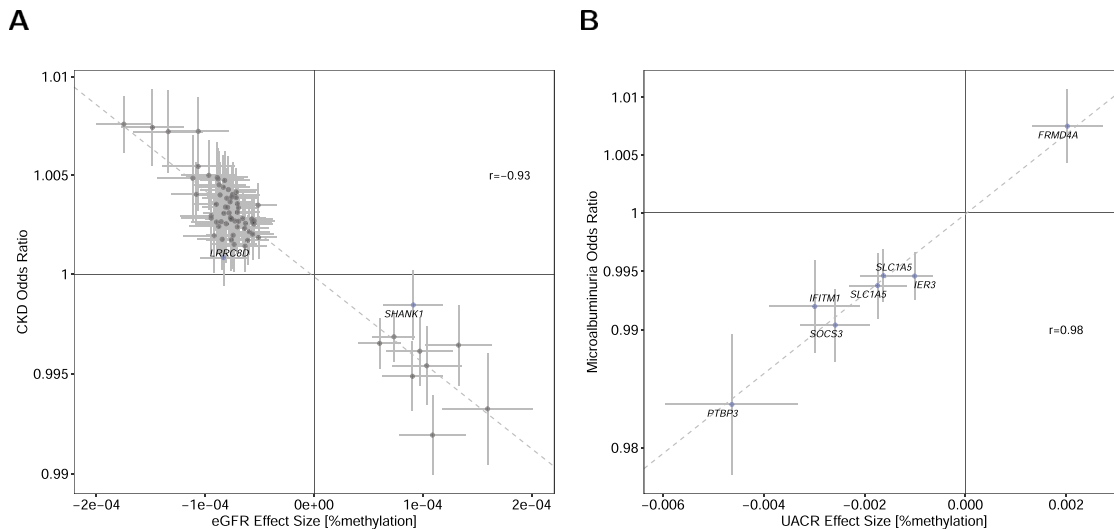 A
B
1.01
1.005
1
0.995
0.99
CKD Odds Ratio
r=−0.93
LRRC8D
SHANK1
−2e−04
−1e−04
0e+00
1e−04
2e−04
eGFR Effect Size [%methylation]
1.01
1.005
1
0.995
0.99
0.98
Microalbuminuria Odds Ratio
FRMD4A
SLC1A5
IER3
SLC1A5
IFITM1
SOCS3
r=0.98
PTBP3
−0.006
−0.004
−0.002
0.000
0.002
UACR Effect Size [%methylation]